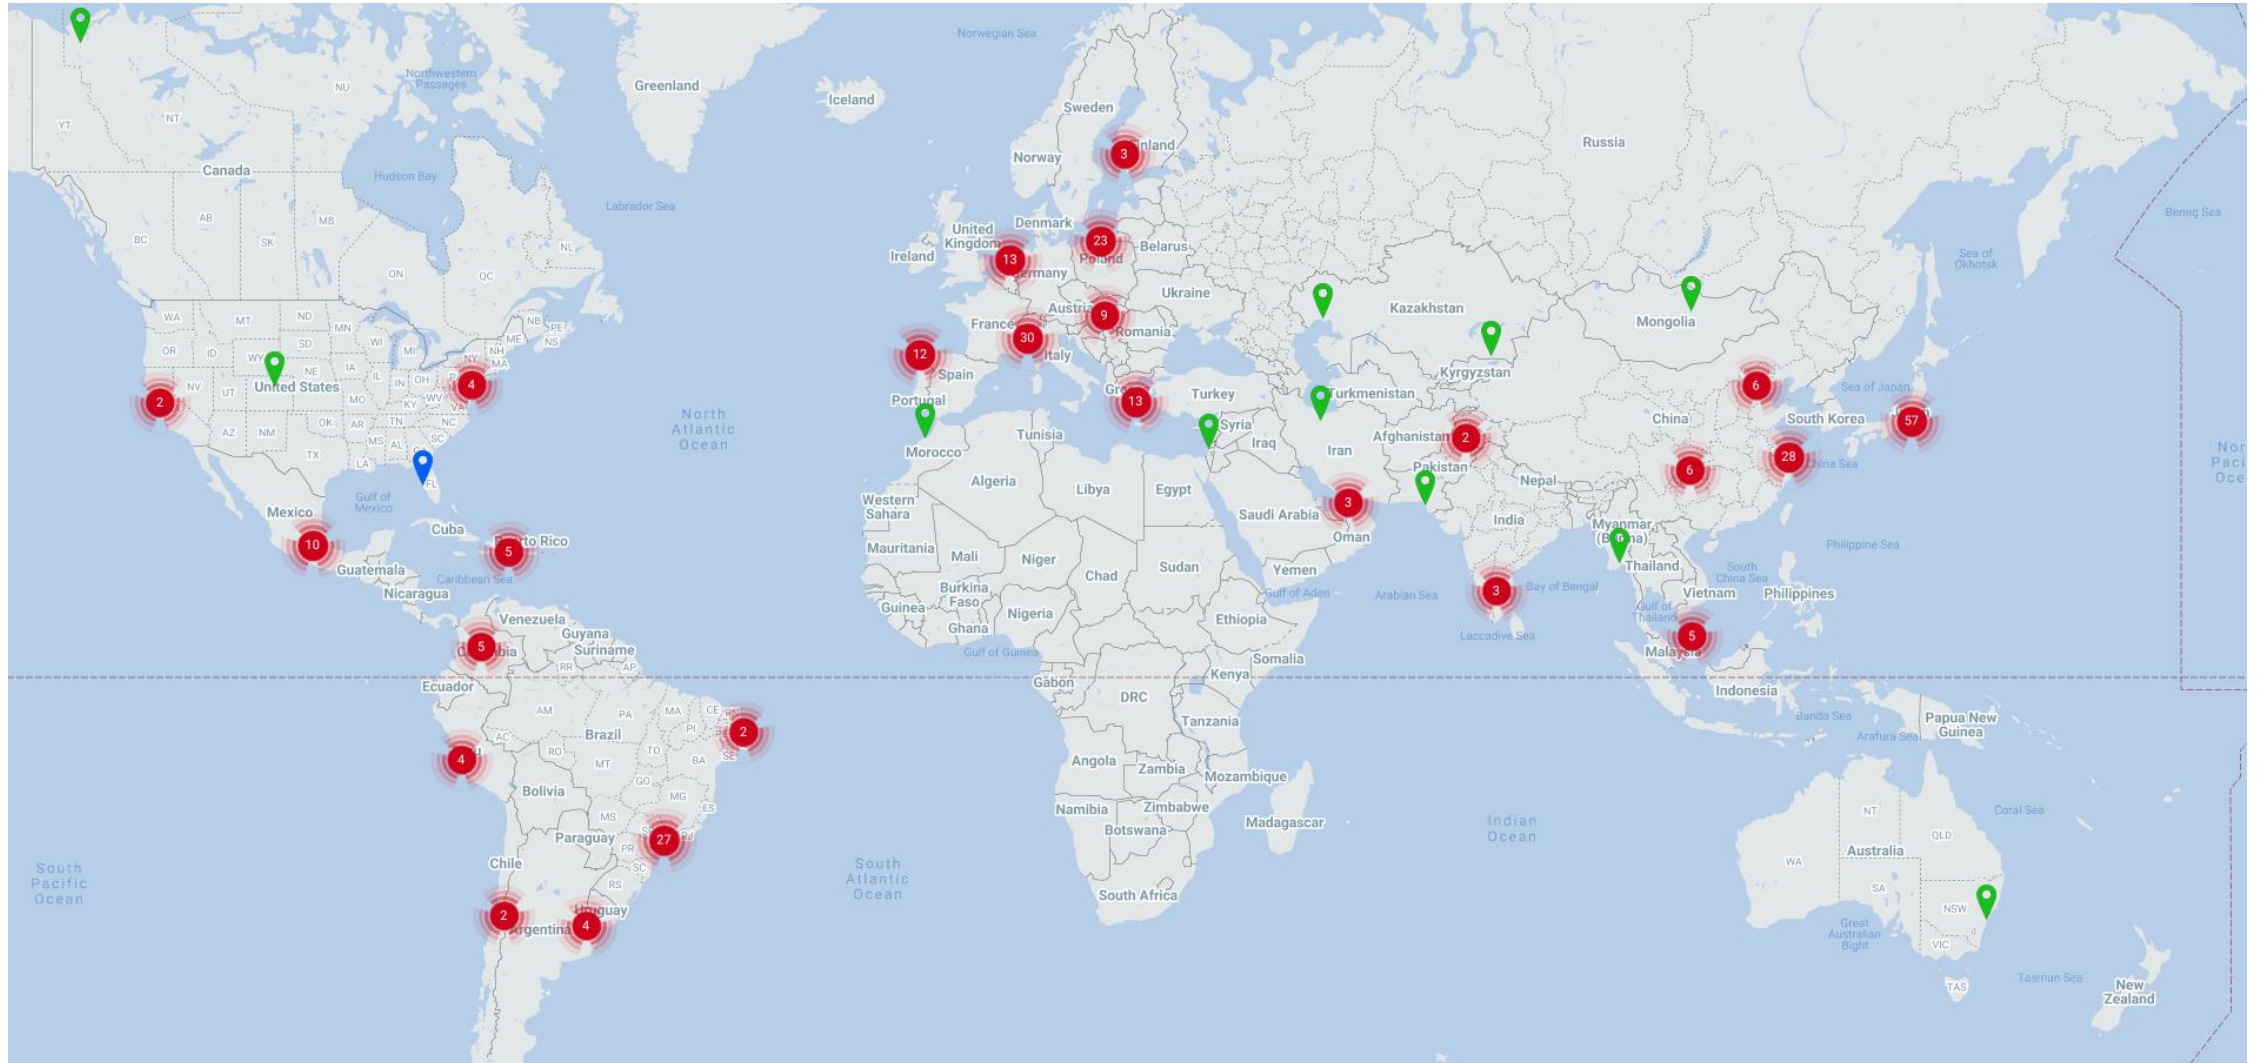 Norwegian Sea
Northwestern
Passages
NU
Greenland
Iceland
Sweden
YT
NT
Russia
3
Norway
Canada
Hudson Bay
Labrador Sea
Bering Sea
AB
MB
SK
BC
ON
QC
NL
United
Kingdom
Ireland
Denmark
23
Poland
Belarus
13
Germany
Sea of
Okhotsk
Ukraine
Kazakhstan
Mongolia
WA
MT
ND
MN
NB
PE
NS
ME
Austria
9
Romania
France
30
Italy
OR
ID
WY
SD
WI
MI
NY
NH
MA
12
Spain
Kyrgyzstan
NV
UT
United States
NE
IA
IL
IN
OH
4
2
Portugal
13
Turkey
Turkmenistan
6
Sea of Japan
MO
KY
WV
VA
AZ
NM
OK
AR
TN
NC
MS
AL
SC
TX
LA
FL
North
Atlantic
Ocean
Morocco
Tunisia
Syria
Iraq
Iran
Afghanistan
2
Pakistan
China
South Korea
57
6
28
China Sea
Gulf of
Mexico
Mexico
Cuba
Algeria
Libya
Egypt
Western
Sahara
Saudi Arabia
3
Oman
Nepal
India
Myanmar
(Burma)
Philippine Sea
10
5
Puerto Rico
Guatemala
Caribbean Sea
Nicaragua
Mauritania
Mali
Niger
Chad
Sudan
Yemen
Gulf of Aden
Arabian Sea
3
Bay of Bengal
Thailand
South
China Sea
Vietnam
Philippines
Gulf of
Thailand
Burkina
Faso
Guinea
Ghana
Nigeria
Ethiopia
Venezuela
Guyana
Suriname
5
Colombia
RR
AP
Gulf of Guinea
Somalia
Laccadive Sea
5
Malaysia
Ecuador
Gabon
Kenya
DRC
Indonesia
AM
PA
MA
CE
RN
PI
2
Brazil
AC
RO
TO
SE
BA
MT
4
Tanzania
Banda Sea
Papua New
Guinea
Arafura Sea
Angola
Zambia
Mozambique
Bolivia
GO
MG
ES
MS
Namibia
Zimbabwe
Botswana
Madagascar
Indian
Ocean
NT
Coral Sea
QLD
Paraguay
27
PR
SC
RS
Chile
South
Pacific
Ocean
South
Atlantic
Ocean
WA
Australia
SA
South Africa
2
Uruguay
4
Argentina
NSW
Great
Australian
Bight
VIC
Tasman Sea
TAS
New
Zealand